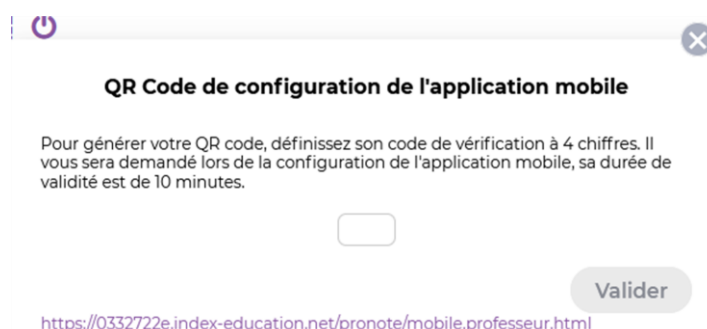 QR Code de configuration de l'application mobile
Pour générer votre QR code, définissez son code de vérification à 4 chiffres. Il
vous sera demandé lors de la configuration de l'application mobile, sa durée de
validité est de 10 minutes.
Valider
https://0332722e.index-education.net/pronote/mobile.professeur.html